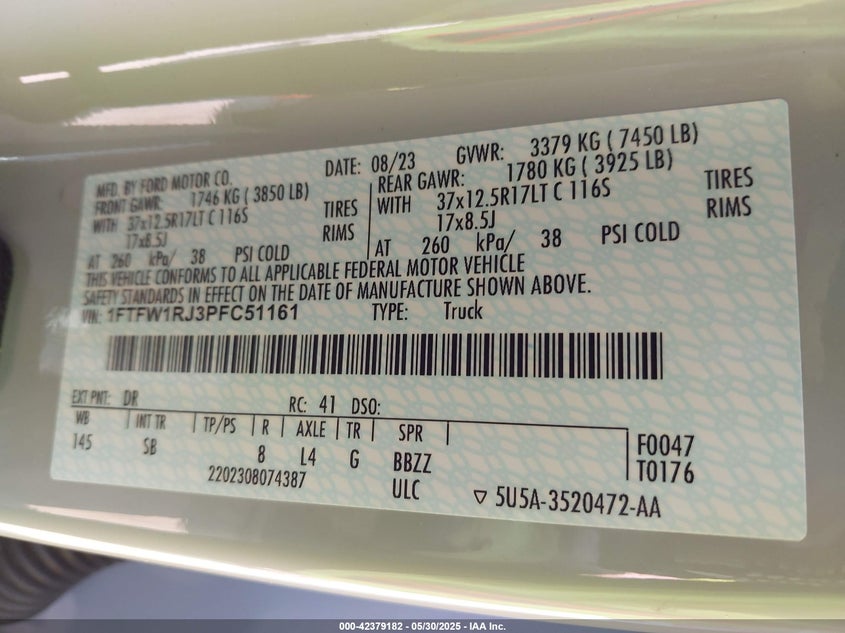 MFD. BY FORD MOTOR CO.
DATE: 08/23 GVWR: 3379 KG ( 7450 LB)
FRONT GAWR: 1746 KG ( 3850 LB)
WITH 37x12.5R17LT C 116S TIRES
17x8.5J RIMS
AT 260 kPa/ 38 PSI COLD
REAR GAWR: 1780 KG ( 3925 LB)
WITH 37x12.5R17LT C 116S TIRES
17x8.5J RIMS
AT 260 kPa/ 38 PSI COLD
THIS VEHICLE CONFORMS TO ALL APPLICABLE FEDERAL MOTOR VEHICLE
SAFETY STANDARDS IN EFFECT ON THE DATE OF MANUFACTURE SHOWN ABOVE.
VIN: 1FTFW1RJ3PFC51161 TYPE: Truck
EXT PNT: DR RC: 41 DSO:
WB INT TR TP/PS R AXLE TR SPR
145 SB 8 L4 G BBZZ
F0047
T0176
2202308074387 ULC
▽ 5U5A-3520472-AA
000-42379182 - 05/30/2025 - IAA Inc.